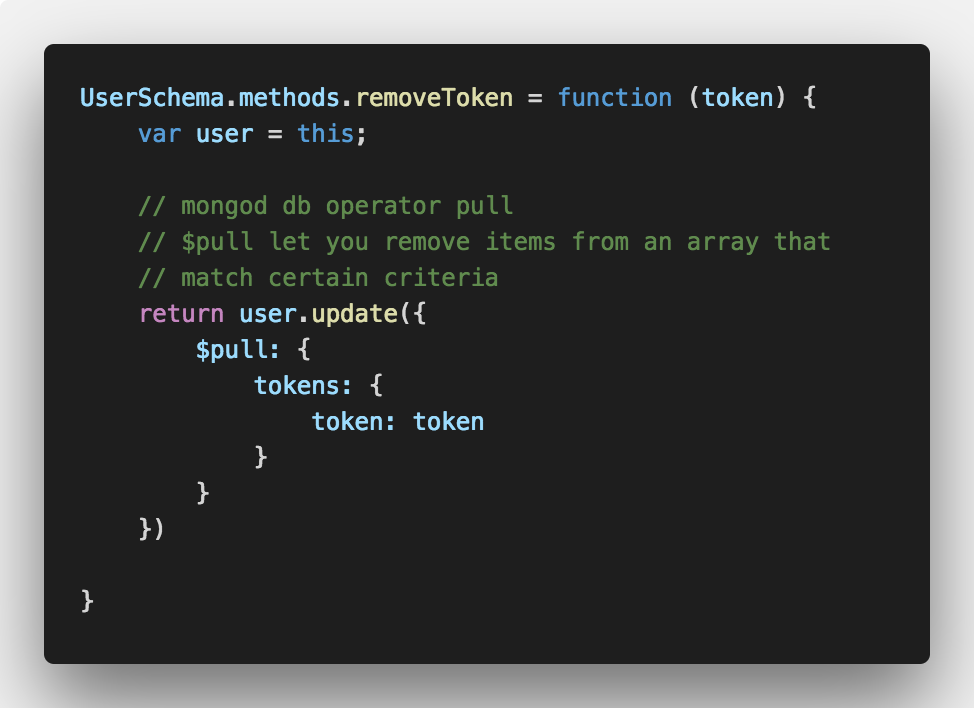 UserSchema.methods.removeToken = function (token) {
    var user = this;

    // mongod db operator pull
    // $pull let you remove items from an array that
    // match certain criteria
    return user.update({
        $pull: {
            tokens: {
                token: token
            }
        }
    })

}